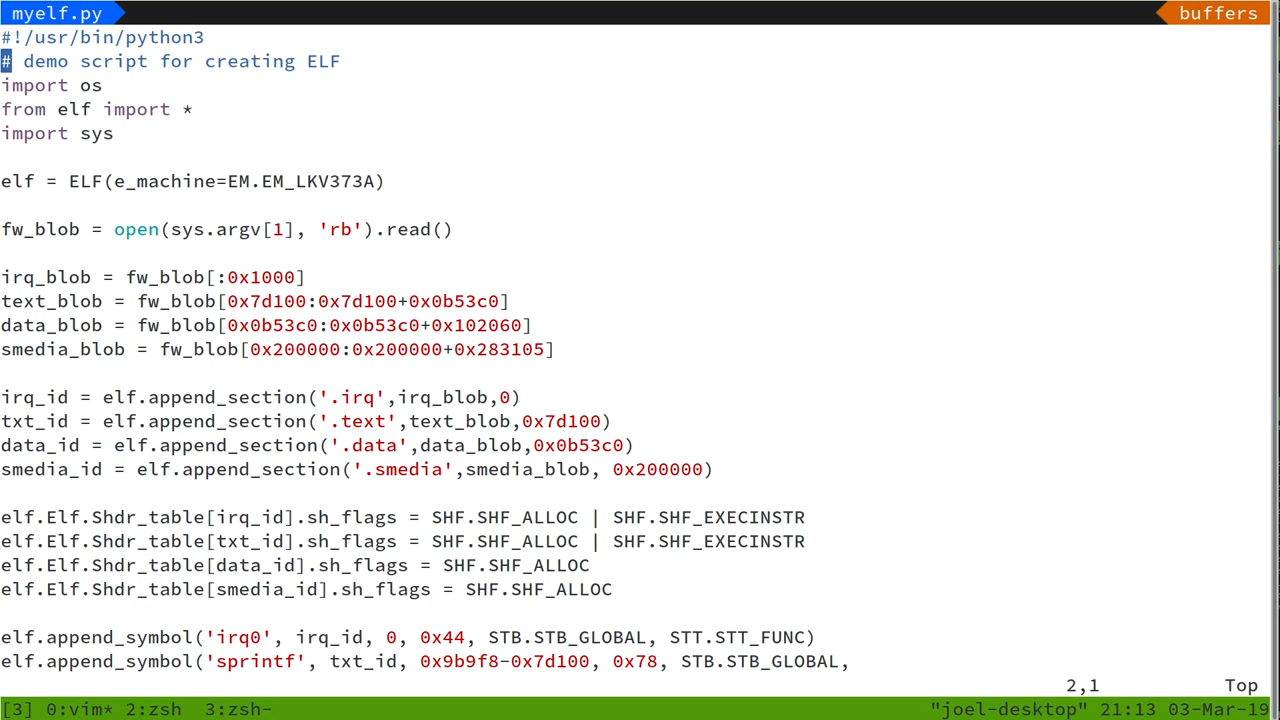 myelf.py buffers
#!/usr/bin/python3
# demo script for creating ELF
import os
from elf import *
import sys
elf = ELF(e_machine=EM.EM_LKV373A)
fw_blob = open(sys.argv[1], 'rb').read()
irq_blob = fw_blob[:0x1000]
text_blob = fw_blob[0x7d100:0x7d100+0x0b53c0]
data_blob = fw_blob[0x0b53c0:0x0b53c0+0x102060]
smedia_blob = fw_blob[0x200000:0x200000+0x283105]
irq_id = elf.append_section('.irq',irq_blob,0)
txt_id = elf.append_section('.text',text_blob,0x7d100)
data_id = elf.append_section('.data',data_blob,0x0b53c0)
smedia_id = elf.append_section('.smedia',smedia_blob, 0x200000)
elf.Elf.Shdr_table[irq_id].sh_flags = SHF.SHF_ALLOC | SHF.SHF_EXECINSTR
elf.Elf.Shdr_table[txt_id].sh_flags = SHF.SHF_ALLOC | SHF.SHF_EXECINSTR
elf.Elf.Shdr_table[data_id].sh_flags = SHF.SHF_ALLOC
elf.Elf.Shdr_table[smedia_id].sh_flags = SHF.SHF_ALLOC
elf.append_symbol('irq0', irq_id, 0, 0x44, STB.STB_GLOBAL, STT.STT_FUNC)
elf.append_symbol('sprintf', txt_id, 0x9b9f8-0x7d100, 0x78, STB.STB_GLOBAL,
2,1 Top
[3] 0:vim* 2:zsh 3:zsh- "joel-desktop" 21:13 03-Mar-19